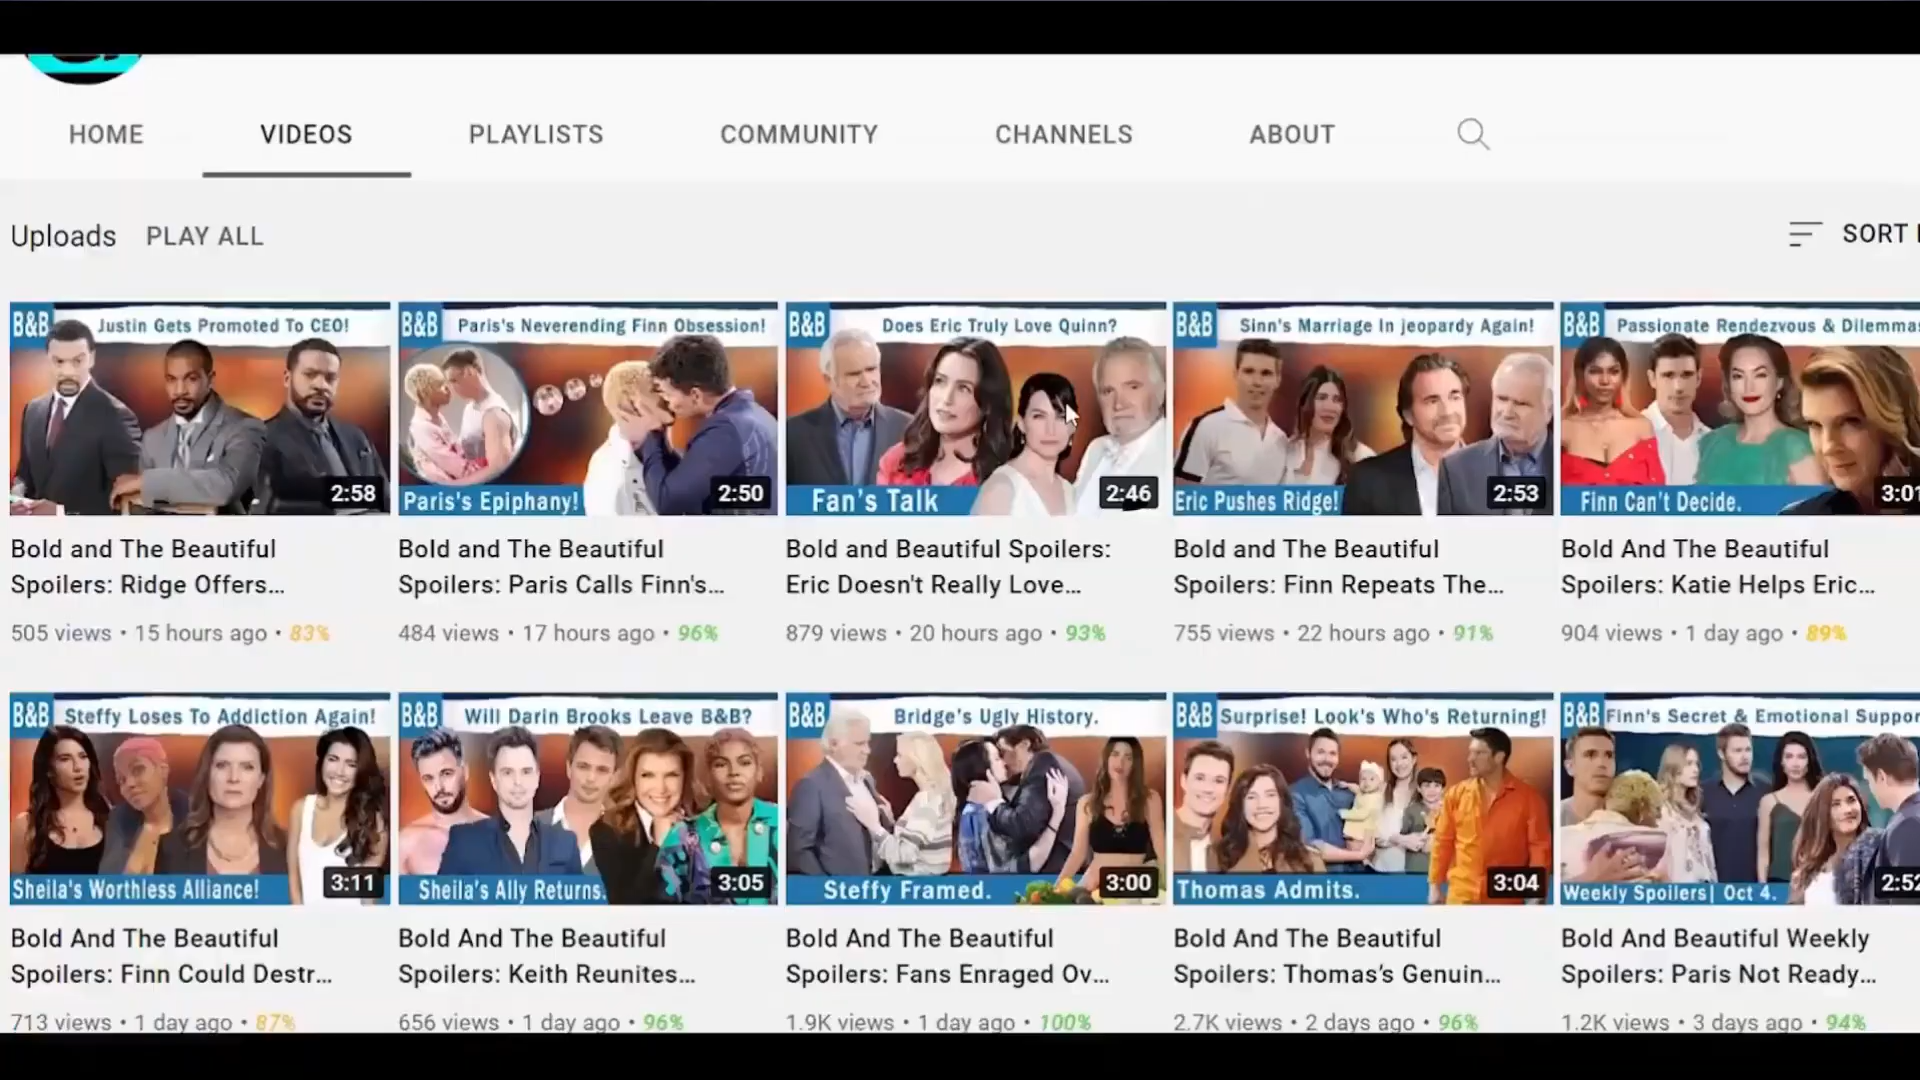 HOME VIDEOS PLAYLISTS COMMUNITY CHANNELS ABOUT
Uploads PLAY ALL SORT
B&B Justin Gets Promoted To CEO!
2:58
Bold and The Beautiful
Spoilers: Ridge Offers...
505 views • 15 hours ago • 83%
B&B Paris's Neverending Finn Obsession!
Paris's Epiphany! 2:50
Bold and The Beautiful
Spoilers: Paris Calls Finn's...
484 views • 17 hours ago • 96%
B&B Does Eric Truly Love Quinn?
Fan's Talk 2:46
Bold and Beautiful Spoilers:
Eric Doesn't Really Love...
879 views • 20 hours ago • 93%
B&B Sinn's Marriage In jeopardy Again!
Eric Pushes Ridge! 2:53
Bold and The Beautiful
Spoilers: Finn Repeats The...
755 views • 22 hours ago • 91%
B&B Passionate Rendezvous & Dilemmas
Finn Can't Decide. 3:01
Bold And The Beautiful
Spoilers: Katie Helps Eric...
904 views • 1 day ago • 89%
B&B Steffy Loses To Addiction Again!
Sheila's Worthless Alliance! 3:11
Bold And The Beautiful
Spoilers: Finn Could Destr...
713 views • 1 day ago • 87%
B&B Will Darin Brooks Leave B&B?
Sheila's Ally Returns. 3:05
Bold And The Beautiful
Spoilers: Keith Reunites...
656 views • 1 day ago • 96%
B&B Bridge's Ugly History.
Steffy Framed. 3:00
Bold And The Beautiful
Spoilers: Fans Enraged Ov...
1.9K views • 1 day ago • 100%
B&B Surprise! Look's Who's Returning!
Thomas Admits. 3:04
Bold And The Beautiful
Spoilers: Thomas's Genuin...
2.7K views • 2 days ago • 96%
B&B Finn's Secret & Emotional Suppor
Weekly Spoilers| Oct 4. 2:52
Bold And Beautiful Weekly
Spoilers: Paris Not Ready...
1.2K views • 3 days ago • 94%